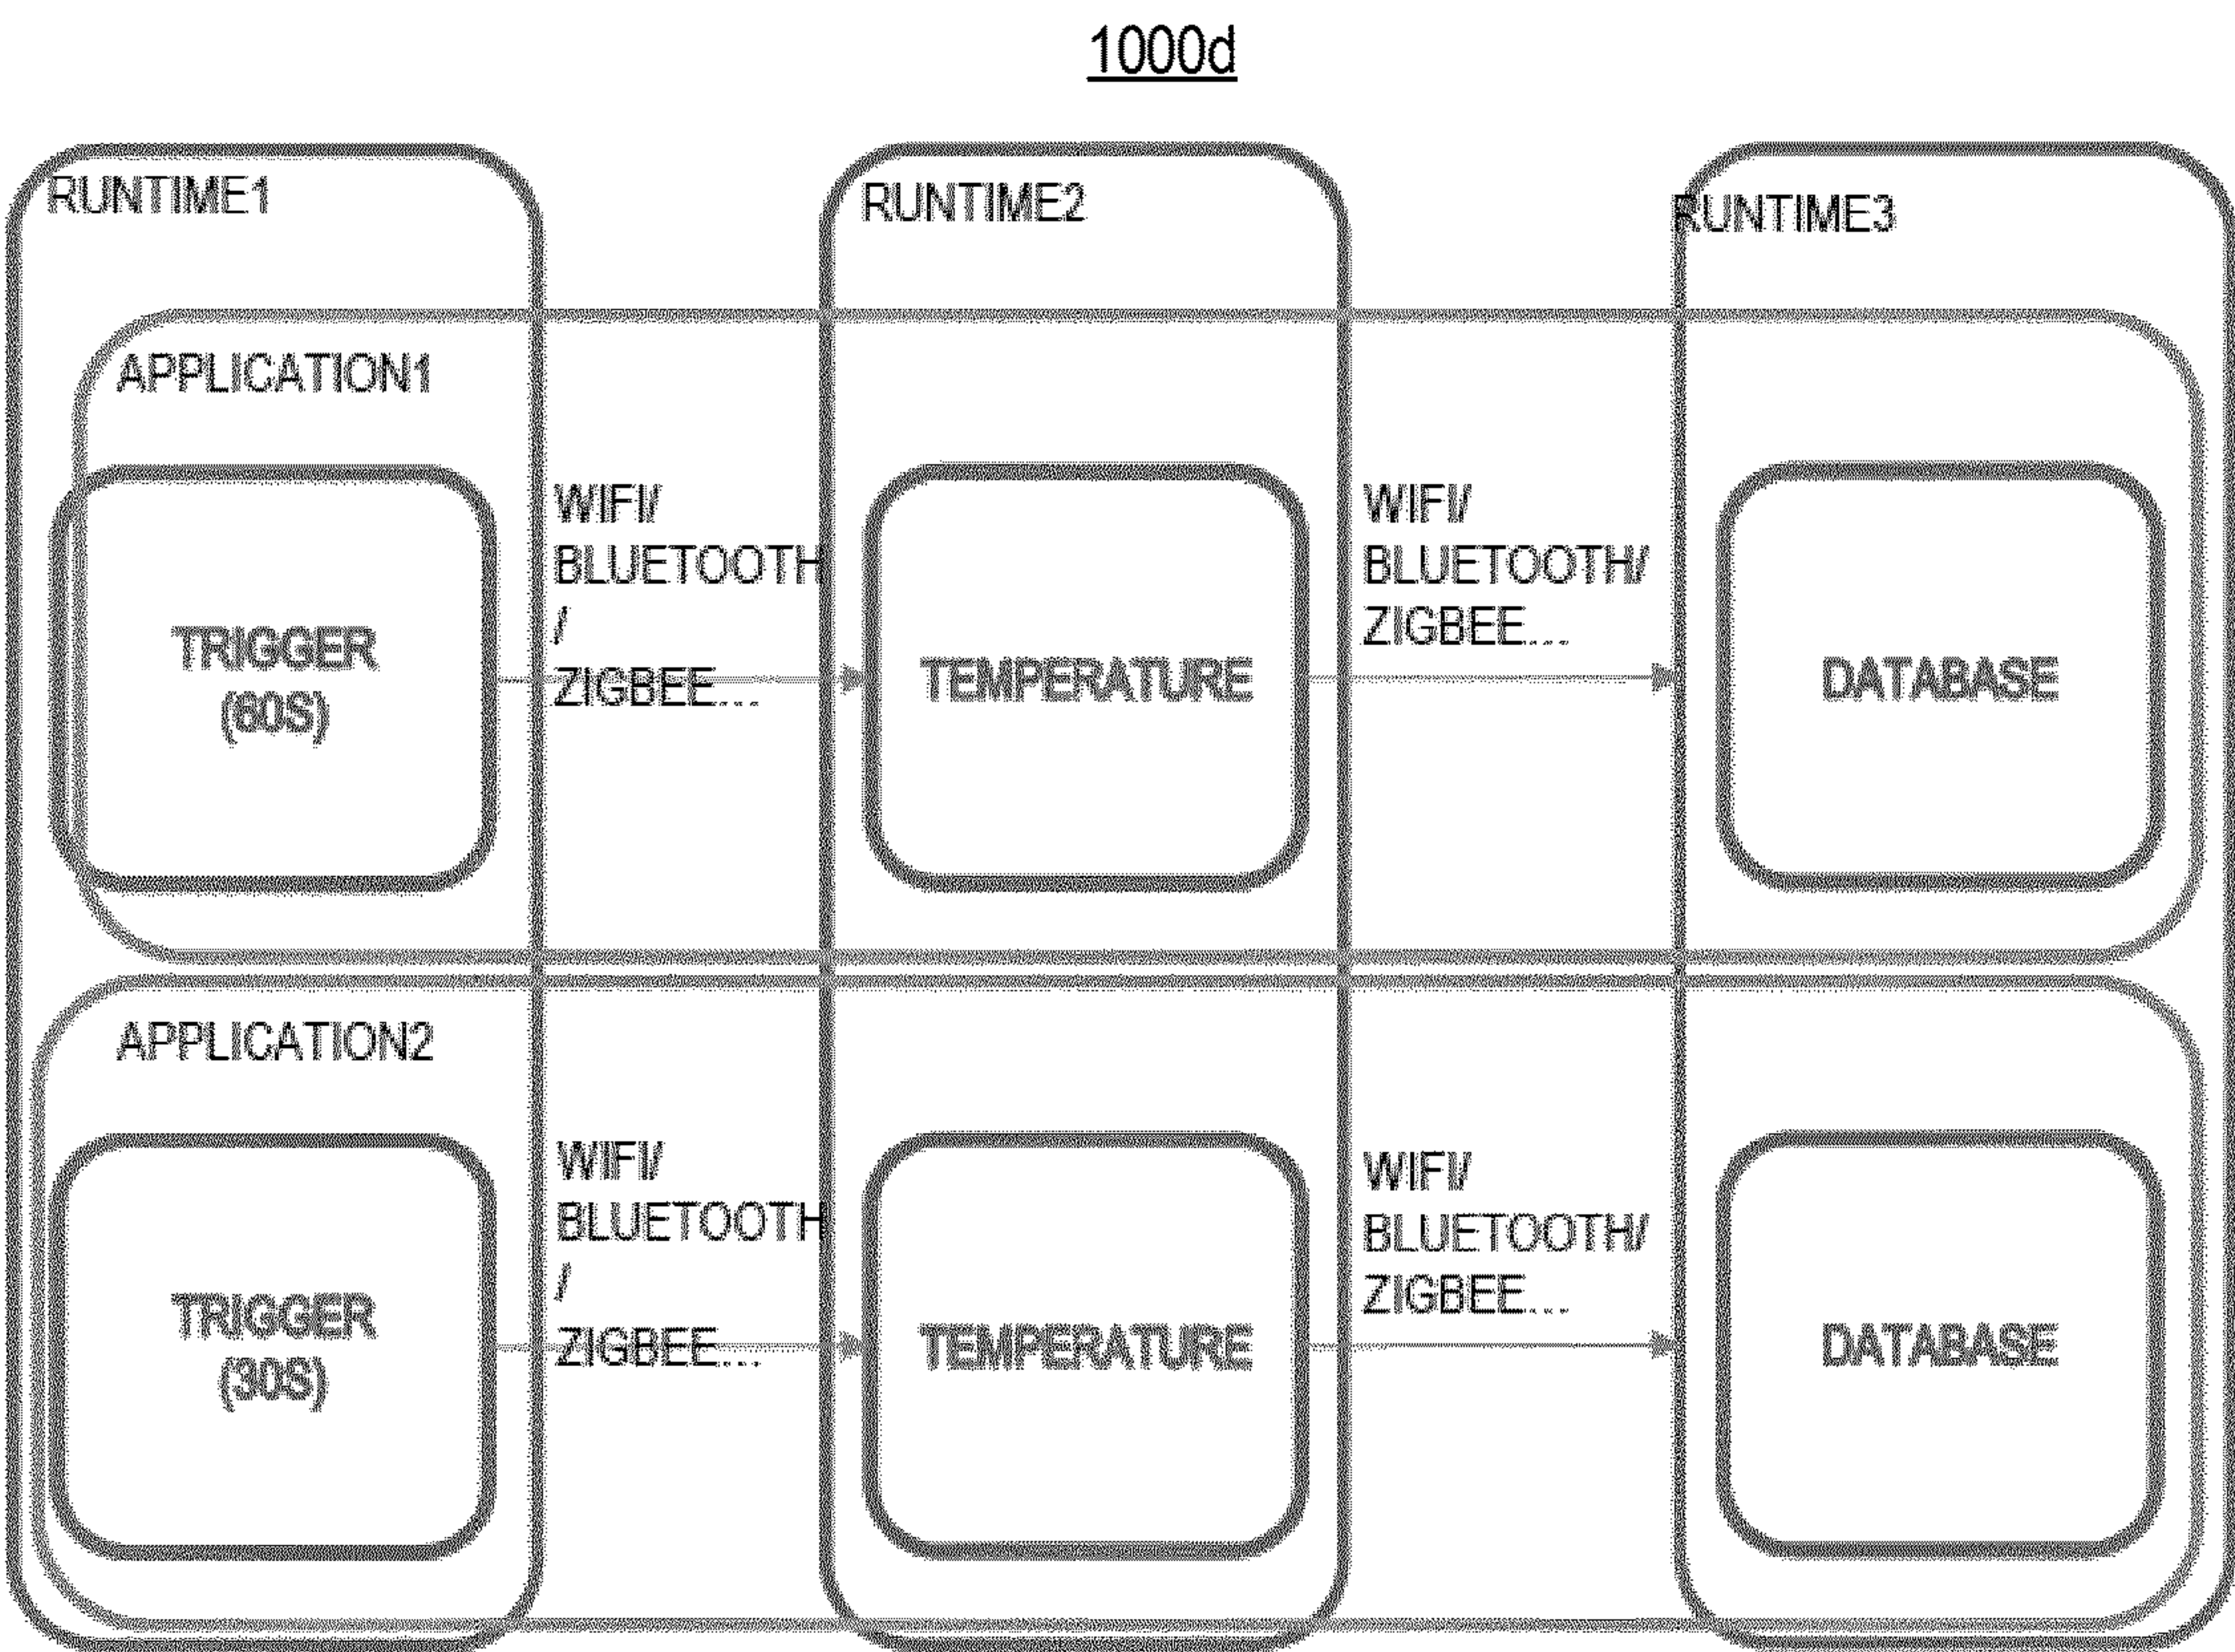 1000d
RUNTIME1
RUNTIME2
RUNTIME3
APPLICATION1
TRIGGER
(60S)
WIFI/
BLUETOOTH
/
ZIGBEE...
TEMPERATURE
WIFI/
BLUETOOTH/
ZIGBEE...
DATABASE
APPLICATION2
TRIGGER
(30S)
WIFI/
BLUETOOTH
/
ZIGBEE...
TEMPERATURE
WIFI/
BLUETOOTH/
ZIGBEE...
DATABASE